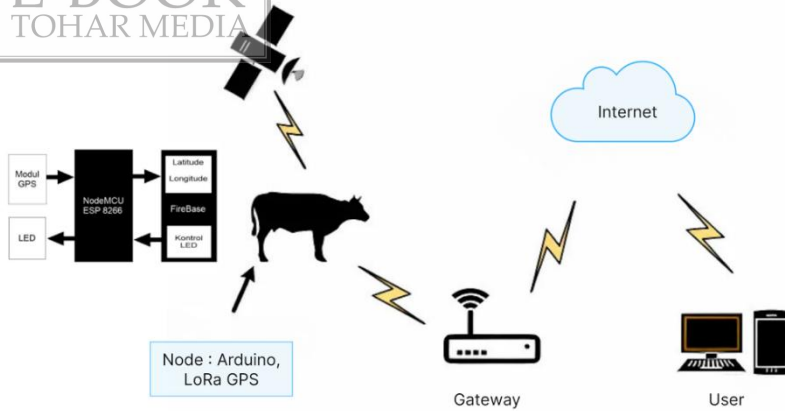 E-BOOK
TOHAR MEDIA
Internet
Modul
GPS
NodeMCU
ESP 8266
Latitude
Longitude
FireBase
Kontrol
LED
LED
Node : Arduino,
LoRa GPS
Gateway
User